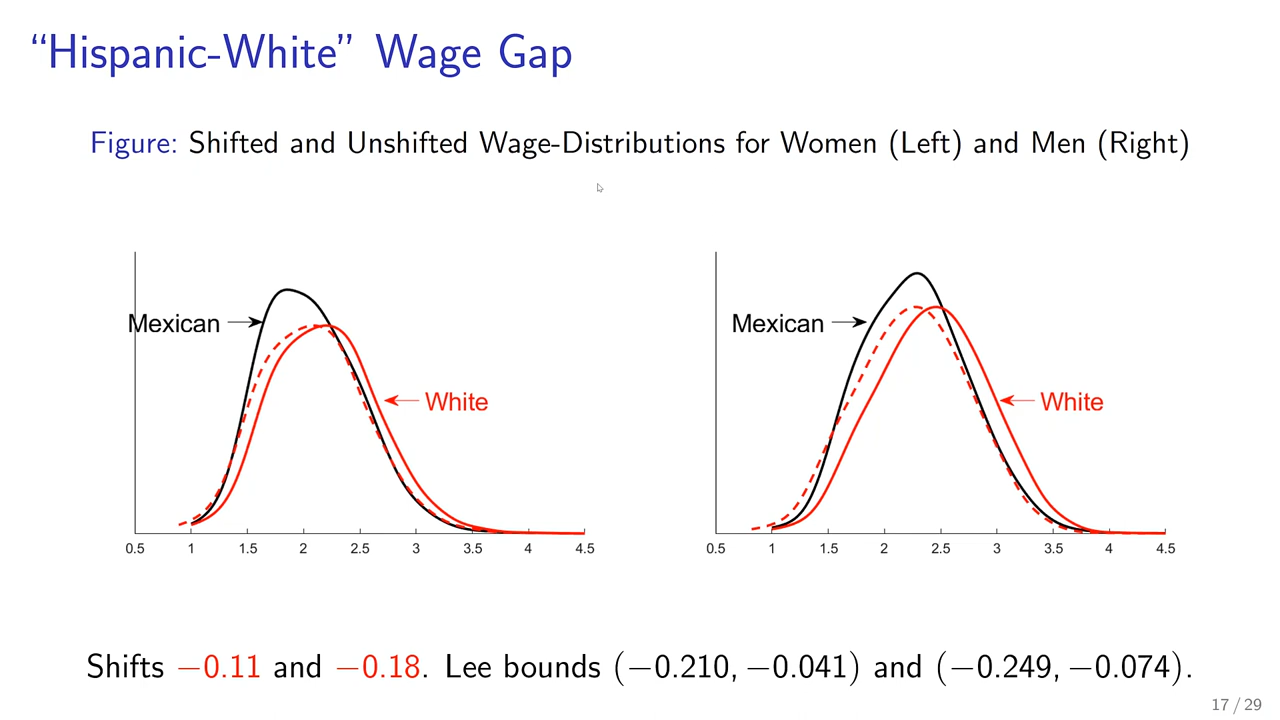 “Hispanic-White” Wage Gap
Figure: Shifted and Unshifted Wage-Distributions for Women (Left) and Men (Right)
Mexican
White
0.5 1 1.5 2 2.5 3 3.5 4 4.5
Mexican
White
0.5 1 1.5 2 2.5 3 3.5 4 4.5
Shifts −0.11 and −0.18. Lee bounds (−0.210, −0.041) and (−0.249, −0.074).
17 / 29